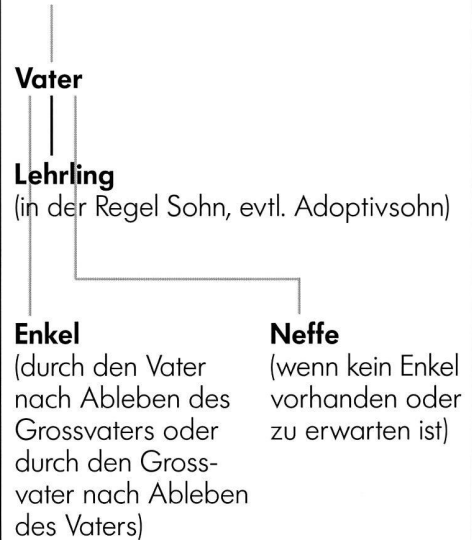 Vater
Lehrling
(in der Regel Sohn, evtl. Adoptivsohn)
Enkel
(durch den Vater
nach Ableben des
Grossvaters oder
durch den Gross-
vater nach Ableben
des Vaters)
Neffe
(wenn kein Enkel
vorhanden oder
zu erwarten ist)